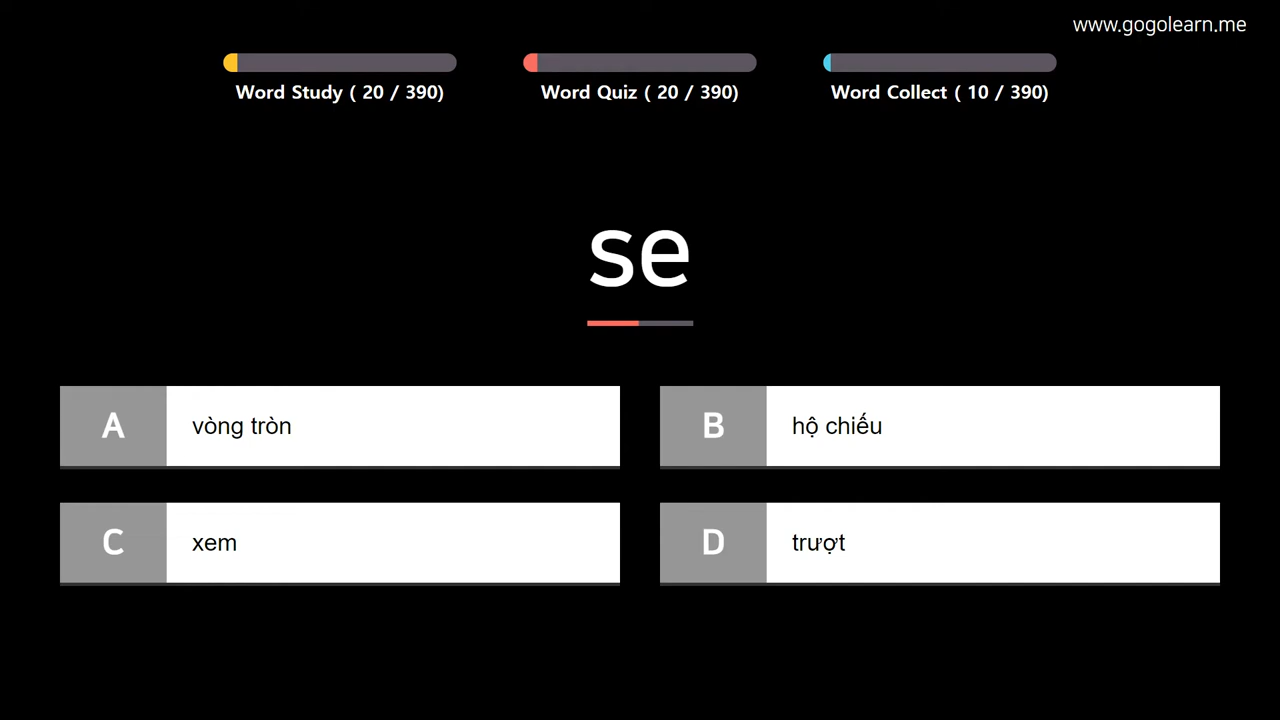 www.gogolearn.me
Word Study ( 20 / 390)
Word Quiz ( 20 / 390)
Word Collect ( 10 / 390)
se
A vòng tròn
B hộ chiếu
C xem
D trượt